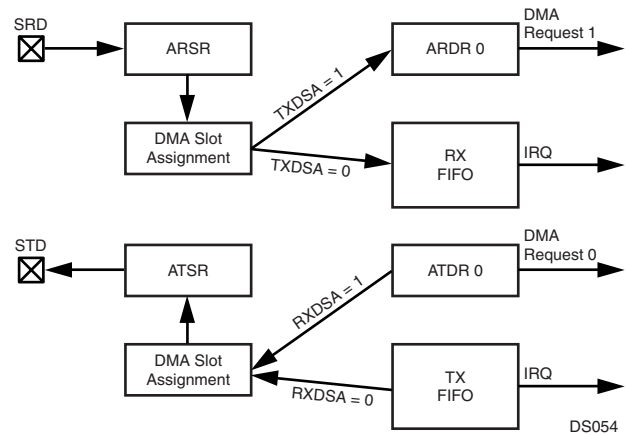 SRD
ARSR
DMA Slot
Assignment
TXDSA = 1
TXDSA = 0
ARDR 0
DMA
Request 1
RX
FIFO
IRQ
STD
ATSR
DMA Slot
Assignment
RXDSA = 1
RXDSA = 0
ATDR 0
DMA
Request 0
TX
FIFO
IRQ
DS054